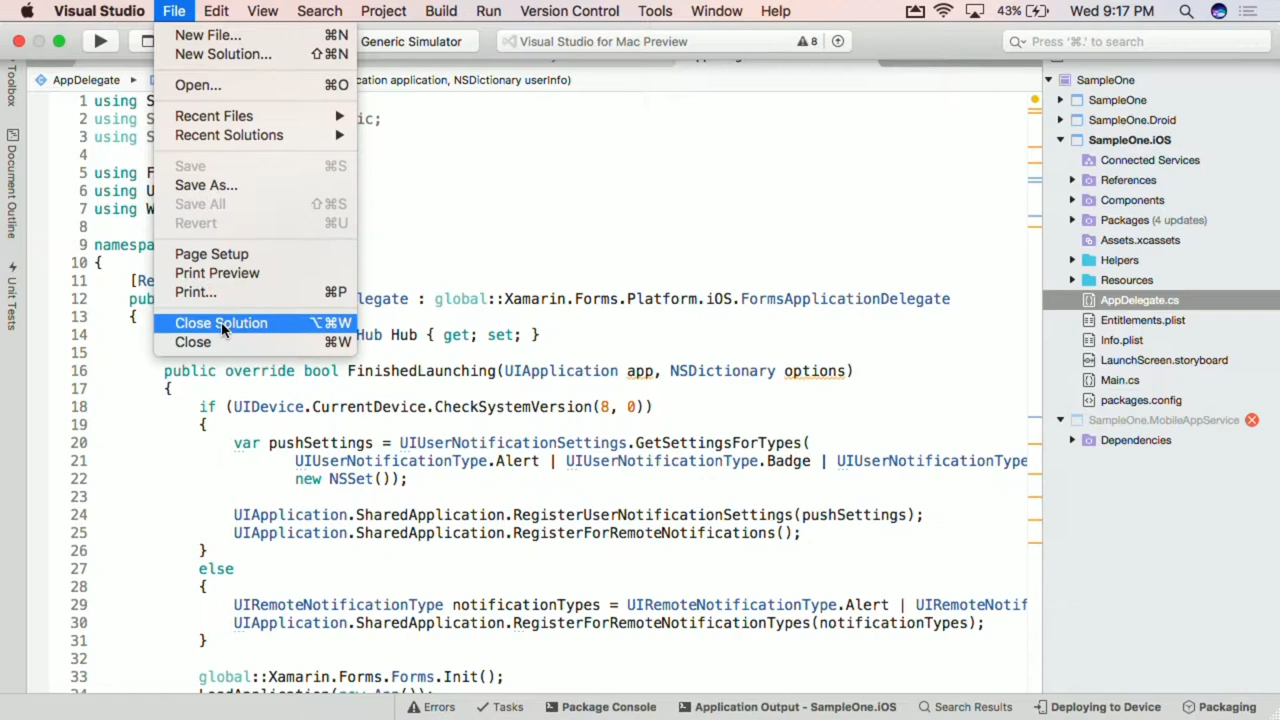 Visual Studio File Edit View Search Project Build Run Version Control Tools Window Help 43% Wed 9:17 PM
Generic Simulator Visual Studio for Mac Preview 8 Press '⌘.' to search
New File... ⌘N
New Solution... ⇧⌘N
Open... ⌘O
Recent Files
Recent Solutions
Save ⌘S
Save As...
Save All ⇧⌘S
Revert ⌘U
Page Setup
Print Preview
Print... ⌘P
Close Solution ⌥⌘W
Close ⌘W
Toolbox
Document Outline
Unit Tests
AppDelegate cation application, NSDictionary userInfo)
1 using S
2 using S ic;
3 using S
4
5 using F
6 using U
7 using W
8
9 namespa
10 {
11 [Re
12 pub legate : global::Xamarin.Forms.Platform.iOS.FormsApplicationDelegate
13 {
14 Hub Hub { get; set; }
15
16 public override bool FinishedLaunching(UIApplication app, NSDictionary options)
17 {
18 if (UIDevice.CurrentDevice.CheckSystemVersion(8, 0))
19 {
20 var pushSettings = UIUserNotificationSettings.GetSettingsForTypes(
21 UIUserNotificationType.Alert | UIUserNotificationType.Badge | UIUserNotificationType
22 new NSSet());
23
24 UIApplication.SharedApplication.RegisterUserNotificationSettings(pushSettings);
25 UIApplication.SharedApplication.RegisterForRemoteNotifications();
26 }
27 else
28 {
29 UIRemoteNotificationType notificationTypes = UIRemoteNotificationType.Alert | UIRemoteNotif
30 UIApplication.SharedApplication.RegisterForRemoteNotificationTypes(notificationTypes);
31 }
32
33 global::Xamarin.Forms.Forms.Init();
SampleOne
SampleOne
SampleOne.Droid
SampleOne.iOS
Connected Services
References
Components
Packages (4 updates)
Assets.xcassets
Helpers
Resources
AppDelegate.cs
Entitlements.plist
Info.plist
LaunchScreen.storyboard
Main.cs
packages.config
SampleOne.MobileAppService
Dependencies
Errors Tasks Package Console Application Output - SampleOne.iOS Search Results Deploying to Device Packaging